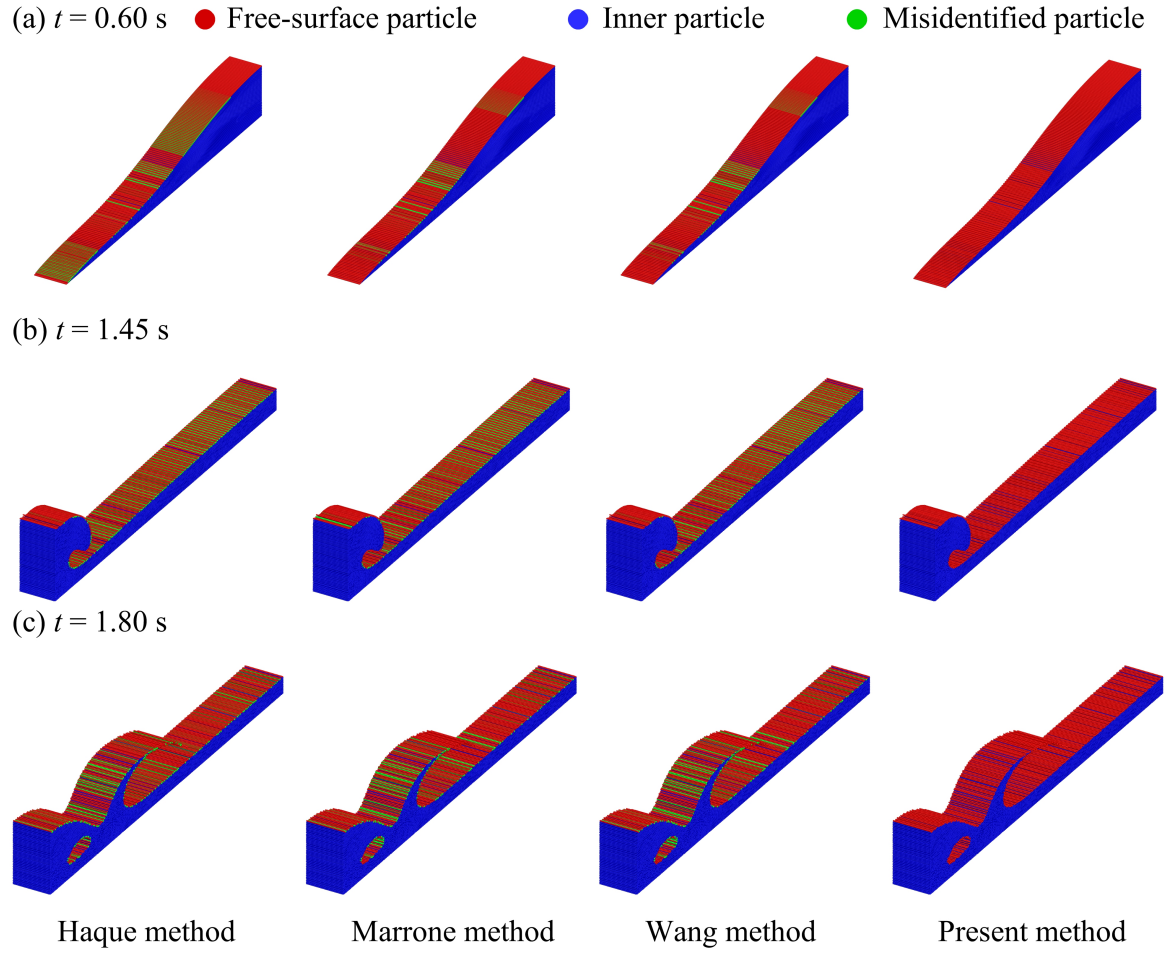 (a) t = 0.60 s Free-surface particle Inner particle Misidentified particle
(b) t = 1.45 s
(c) t = 1.80 s
Haque method Marrone method Wang method Present method